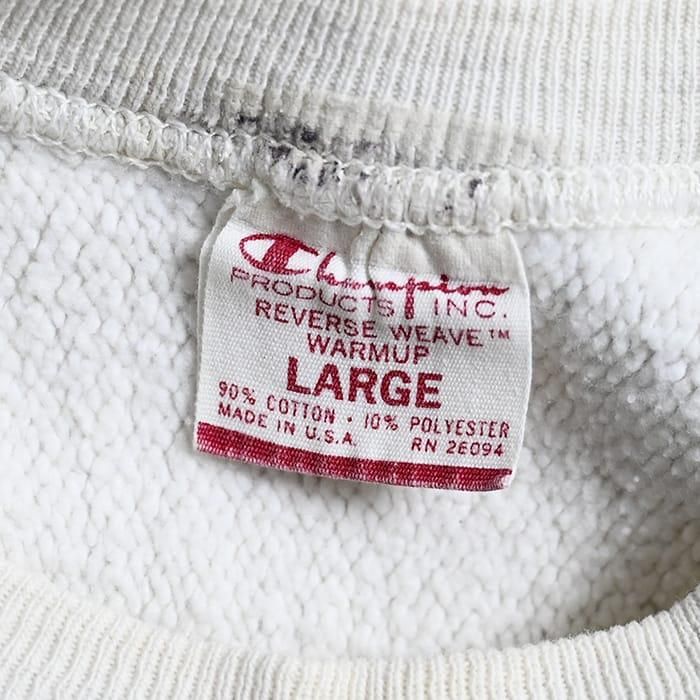 Champion
PRODUCTS INC.
REVERSE WEAVE™
WARMUP
LARGE
90% COTTON · 10% POLYESTER
MADE IN U.S.A. RN 26094